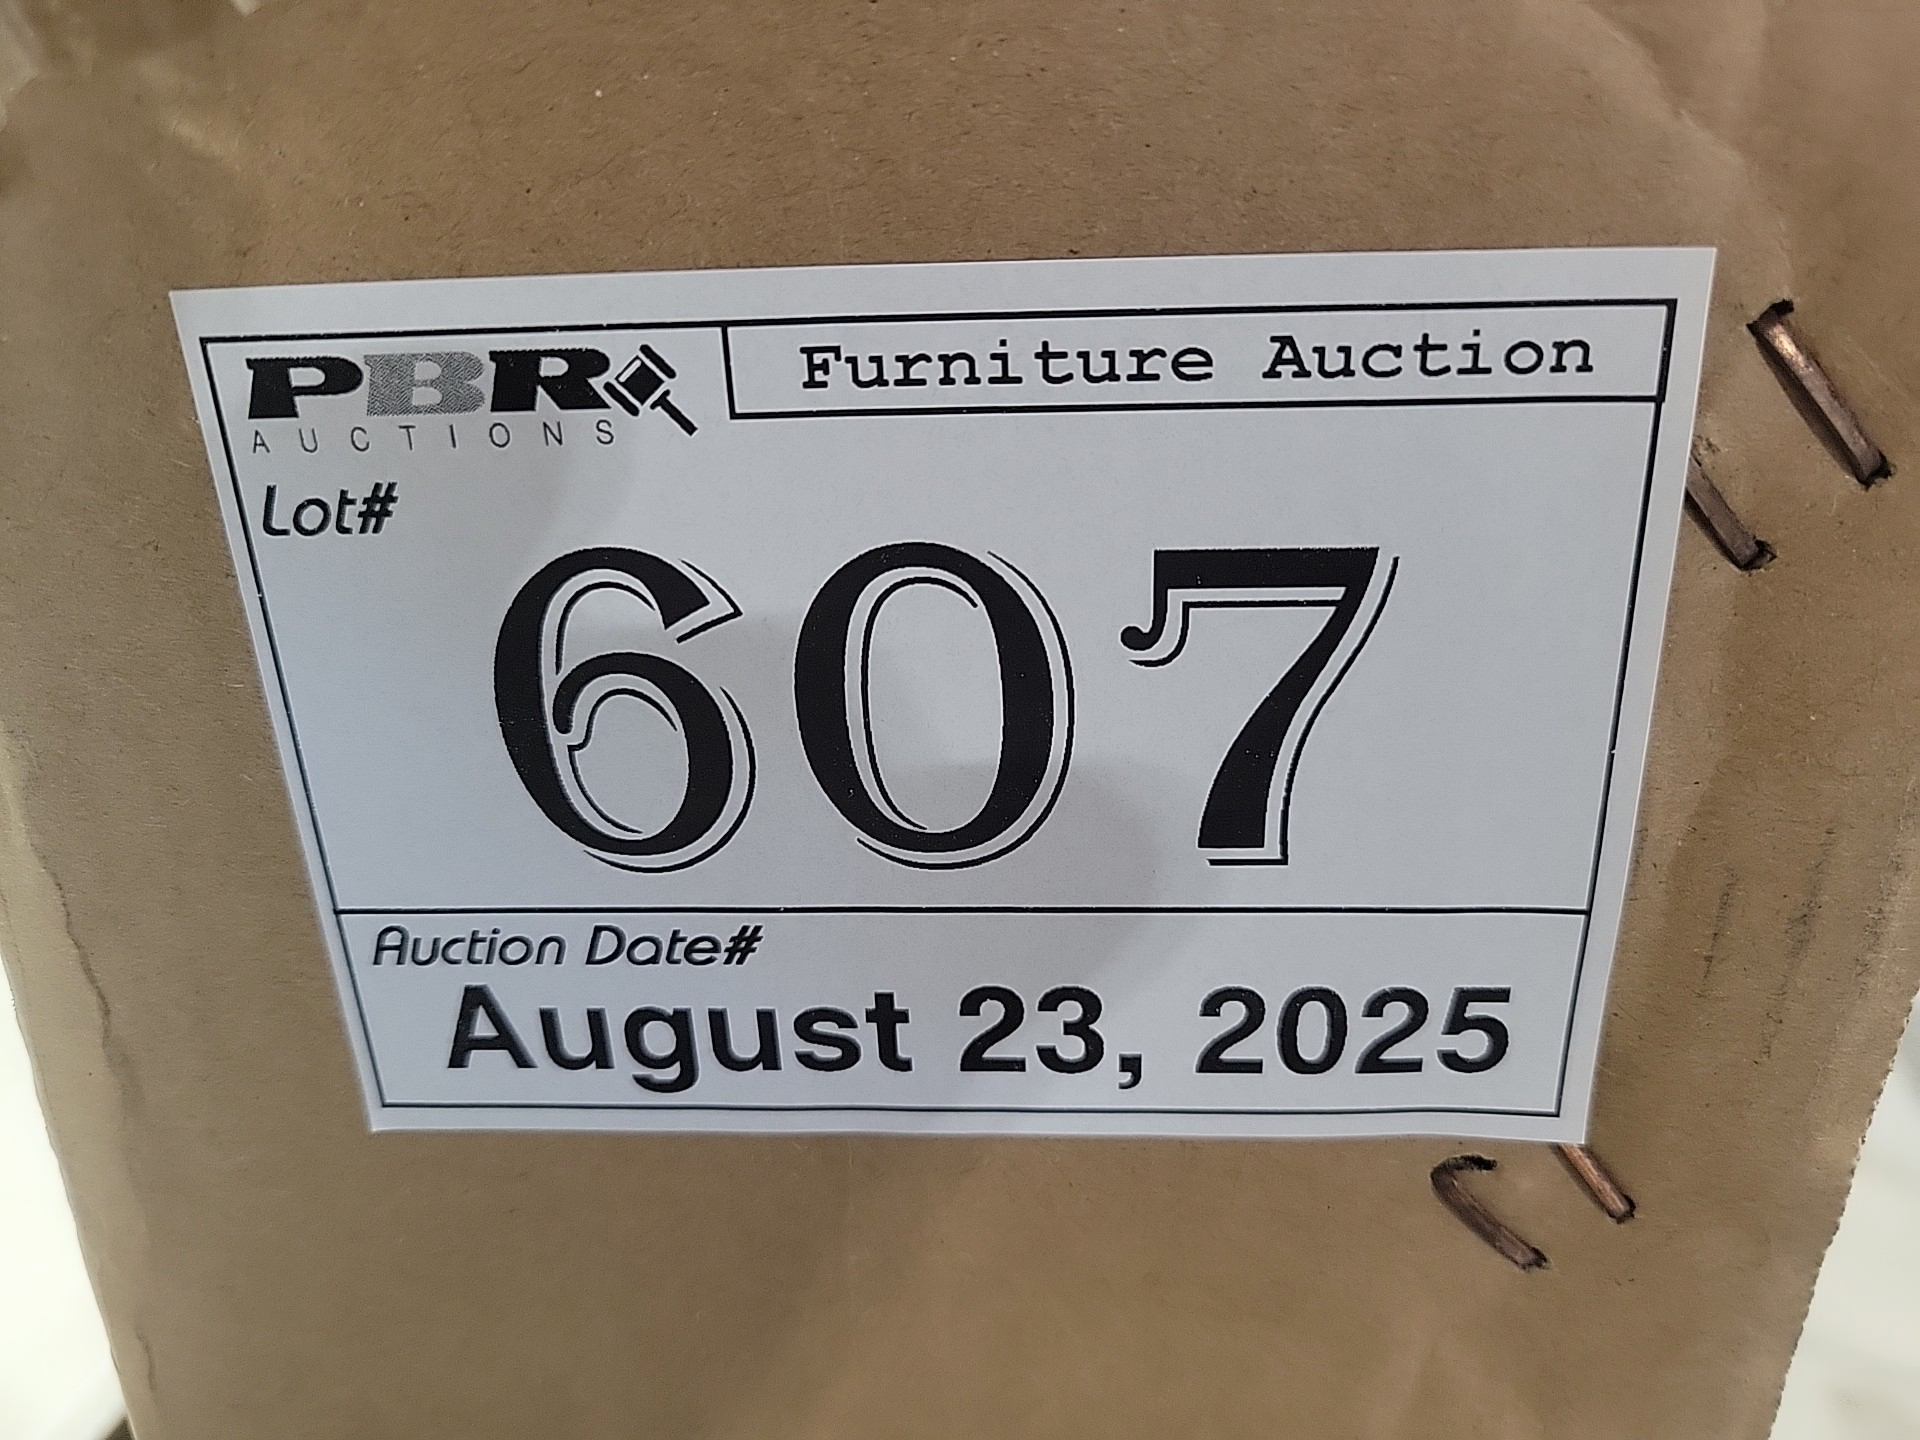 PBR
AUCTIONS
Furniture Auction
Lot#
607
Auction Date#
August 23, 2025